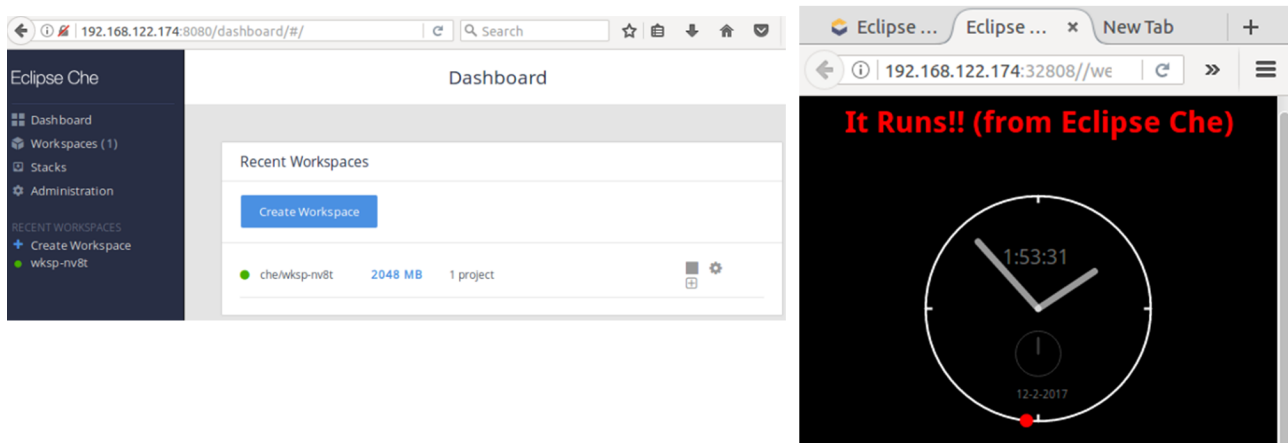 192.168.122.174:8080/dashboard/#/
Search
Eclipse Che
Dashboard
Dashboard
Workspaces (1)
Stacks
Administration
RECENT WORKSPACES
Create Workspace
wksp-nv8t
Recent Workspaces
Create Workspace
che/wksp-nv8t 2048 MB 1 project
Eclipse ... Eclipse ... New Tab
192.168.122.174:32808//we
It Runs!! (from Eclipse Che)
1:53:31
12-2-2017